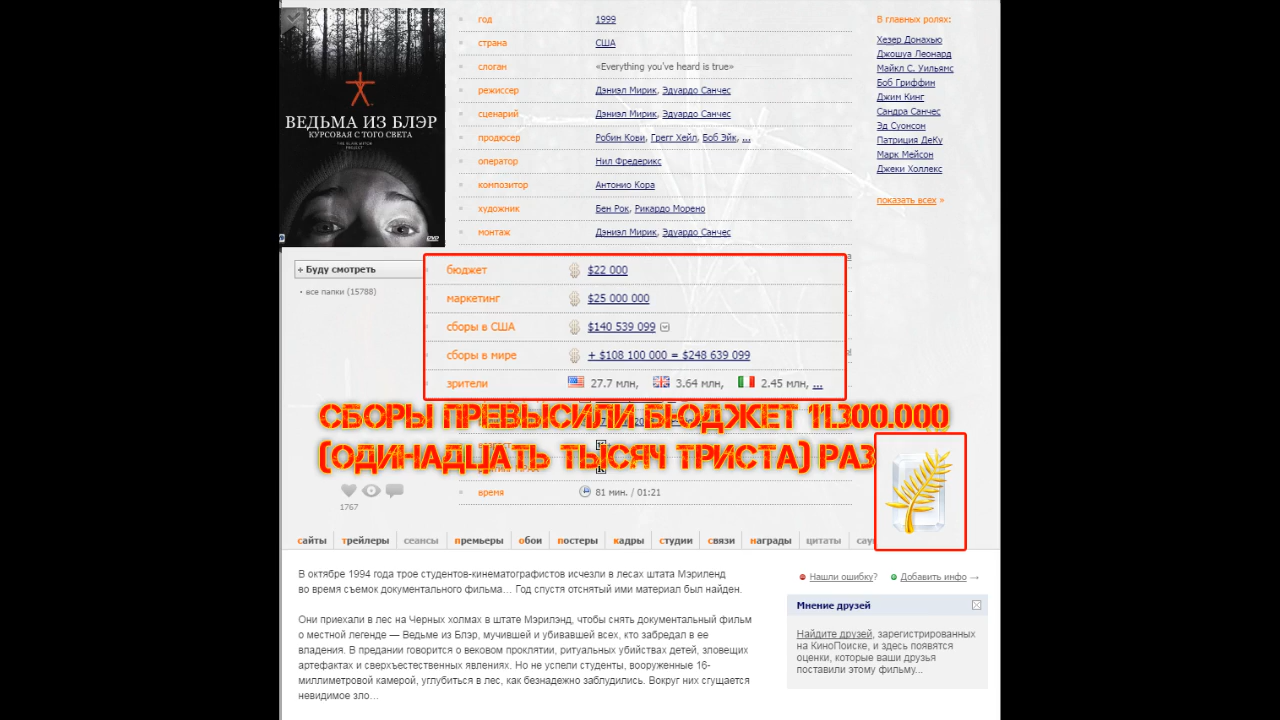 год 1999
страна США
слоган «Everything you've heard is true»
режиссер Дэниэл Мирик, Эдуардо Санчес
сценарий Дэниэл Мирик, Эдуардо Санчес
продюсер Робин Кови, Грегг Хейл, Боб Эйк, ...
оператор Нил Фредерикс
композитор Антонио Кора
художник Бен Рок, Рикардо Морено
монтаж Дэниэл Мирик, Эдуардо Санчес
В главных ролях:
Хезер Донахью
Джошуа Леонард
Майкл С. Уильямс
Боб Гриффин
Джим Кинг
Сандра Санчес
Эд Суонсон
Патриция ДеКу
Марк Мейсон
Джеки Холлекс
показать всех »
ВЕДЬМА ИЗ БЛЭР
КУРСОВАЯ С ТОГО СВЕТА
THE BLAIR WITCH
PROJECT
DVD
+ Буду смотреть
• все папки (15788)
бюджет $22 000
маркетинг $25 000 000
сборы в США $140 539 099
сборы в мире + $108 100 000 = $248 639 099
зрители 27.7 млн, 3.64 млн, 2.45 млн, ...
СБОРЫ ПРЕВЫСИЛИ БЮДЖЕТ 11.300.000
(ОДИНАДЦАТЬ ТЫСЯЧ ТРИСТА) РАЗ
1767
время 81 мин. / 01:21
сайты трейлеры сеансы премьеры обои постеры кадры студии связи награды цитаты
В октябре 1994 года трое студентов-кинематографистов исчезли в лесах штата Мэриленд
во время съемок документального фильма… Год спустя отснятый ими материал был найден.
Они приехали в лес на Черных холмах в штате Мэрилэнд, чтобы снять документальный фильм
о местной легенде — Ведьме из Блэр, мучившей и убивавшей всех, кто забредал в ее
владения. В предании говорится о вековом проклятии, ритуальных убийствах детей, зловещих
артефактах и сверхъестественных явлениях. Но не успели студенты, вооруженные 16-
миллиметровой камерой, углубиться в лес, как безнадежно заблудились. Вокруг них сгущается
невидимое зло…
Нашли ошибку? Добавить инфо →
Мнение друзей
Найдите друзей, зарегистрированных
на КиноПоиске, и здесь появятся
оценки, которые ваши друзья
поставили этому фильму...